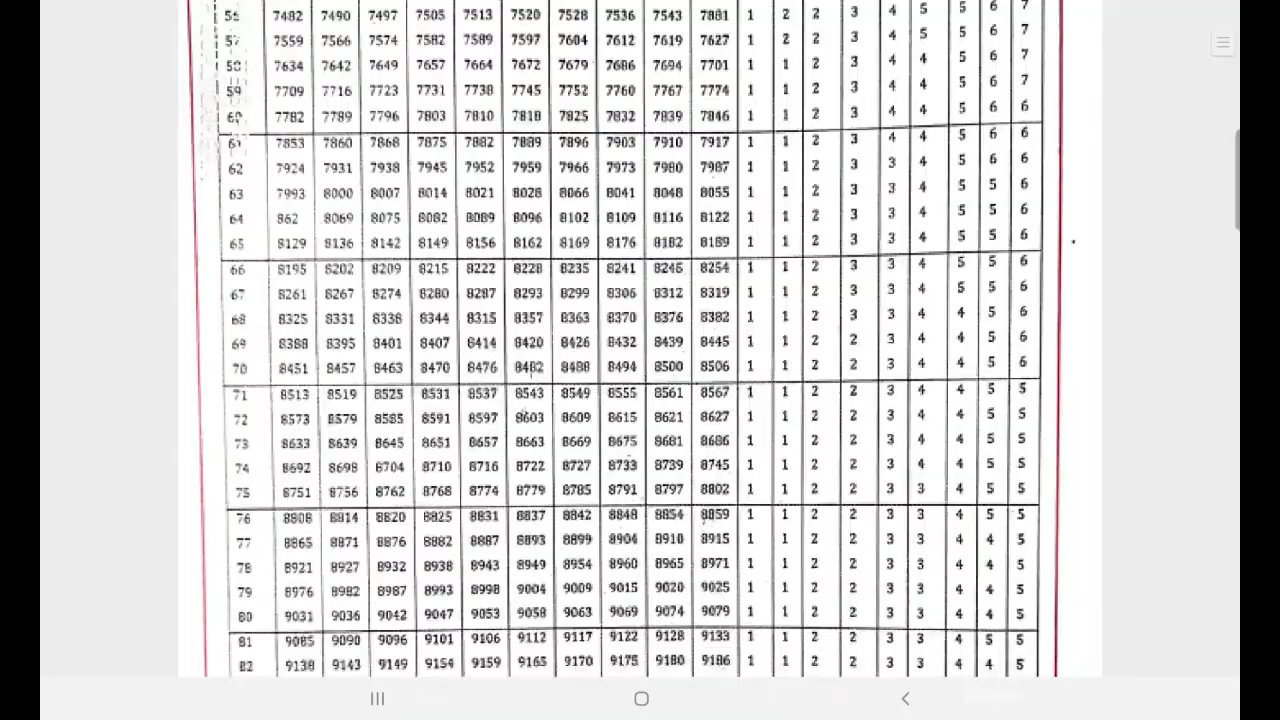 56 7482 7490 7497 7505 7513 7520 7528 7536 7543 7881 1 2 2 3 4 5 5 6 7
57 7559 7566 7574 7582 7589 7597 7604 7612 7619 7627 1 2 2 3 4 5 5 6 7
58 7634 7642 7649 7657 7664 7672 7679 7686 7694 7701 1 1 2 3 4 4 5 6 7
59 7709 7716 7723 7731 7738 7745 7752 7760 7767 7774 1 1 2 3 4 4 5 6 7
60 7782 7789 7796 7803 7810 7818 7825 7832 7839 7846 1 1 2 3 4 4 5 6 6
61 7853 7860 7868 7875 7882 7889 7896 7903 7910 7917 1 1 2 3 4 4 5 6 6
62 7924 7931 7938 7945 7952 7959 7966 7973 7980 7987 1 1 2 3 3 4 5 6 6
63 7993 8000 8007 8014 8021 8028 8066 8041 8048 8055 1 1 2 3 3 4 5 5 6
64 862 8069 8075 8082 8089 8096 8102 8109 8116 8122 1 1 2 3 3 4 5 5 6
65 8129 8136 8142 8149 8156 8162 8169 8176 8182 8189 1 1 2 3 3 4 5 5 6
66 8195 8202 8209 8215 8222 8228 8235 8241 8245 8254 1 1 2 3 3 4 5 5 6
67 8261 8267 8274 8280 8287 8293 8299 8306 8312 8319 1 1 2 3 3 4 5 5 6
68 8325 8331 8338 8344 8315 8357 8363 8370 8376 8382 1 1 2 3 3 4 4 5 6
69 8388 8395 8401 8407 8414 8420 8426 8432 8439 8445 1 1 2 3 4 4 4 5 6
70 8451 8457 8463 8470 8476 8482 8488 8494 8500 8506 1 1 2 3 4 4 4 5 6
71 8513 8519 8525 8531 8537 8543 8549 8555 8561 8567 1 1 2 2 3 4 4 5 5
72 8573 8579 8585 8591 8597 8603 8609 8615 8621 8627 1 1 2 2 3 4 4 5 5
73 8633 8639 8645 8651 8657 8663 8669 8675 8681 8686 1 1 2 2 3 4 4 5 5
74 8692 8698 8704 8710 8716 8722 8727 8733 8739 8745 1 1 2 2 3 4 4 5 5
75 8751 8756 8762 8768 8774 8779 8785 8791 8797 8802 1 1 2 2 3 3 4 5 5
76 8808 8814 8820 8825 8831 8837 8842 8848 8854 8859 1 1 2 2 3 3 4 5 5
77 8865 8871 8876 8882 8887 8893 8899 8904 8910 8915 1 1 2 2 3 3 4 4 5
78 8921 8927 8932 8938 8943 8949 8954 8960 8965 8971 1 1 2 2 3 3 4 4 5
79 8976 8982 8987 8993 8998 9004 9009 9015 9020 9025 1 1 2 2 3 3 4 4 5
80 9031 9036 9042 9047 9053 9058 9063 9069 9074 9079 1 1 2 2 3 3 4 4 5
81 9085 9090 9096 9101 9106 9112 9117 9122 9128 9133 1 1 2 2 3 3 4 5 5
82 9138 9143 9149 9154 9159 9165 9170 9175 9180 9186 1 1 2 2 3 3 4 4 5